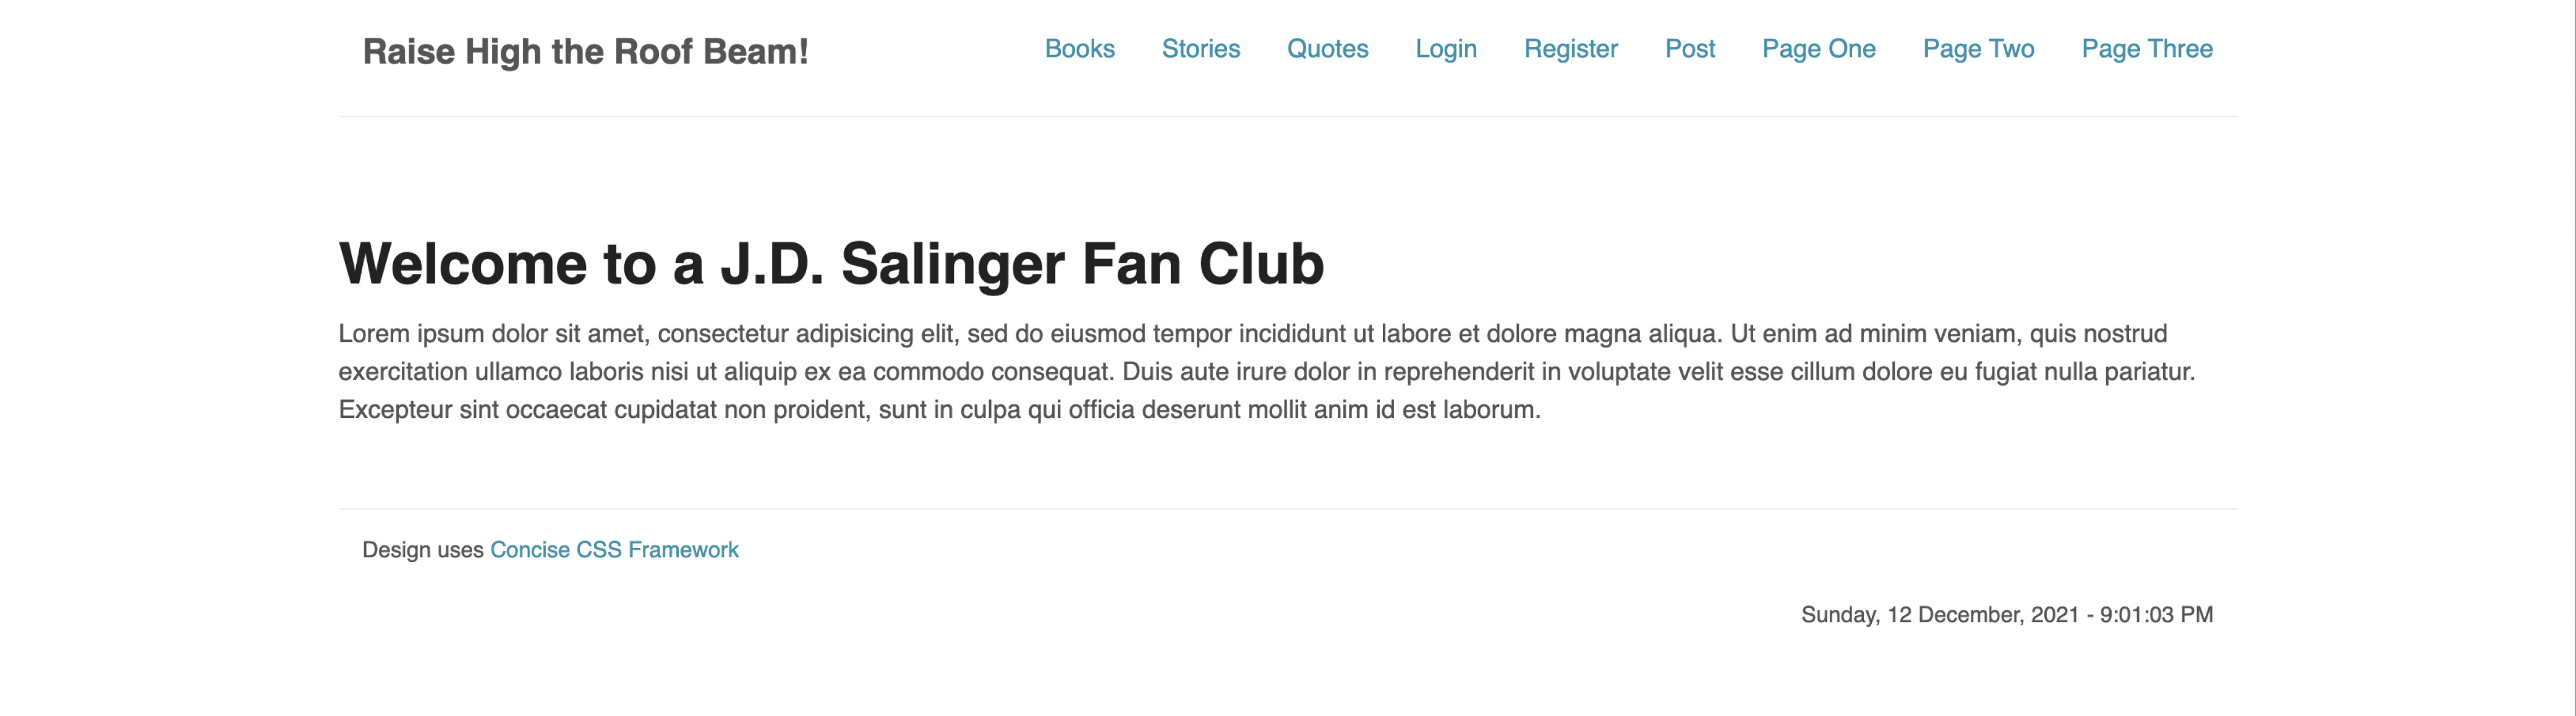 Raise High the Roof Beam!
Books Stories Quotes Login Register Post Page One Page Two Page Three
Welcome to a J.D. Salinger Fan Club
Lorem ipsum dolor sit amet, consectetur adipisicing elit, sed do eiusmod tempor incididunt ut labore et dolore magna aliqua. Ut enim ad minim veniam, quis nostrud
exercitation ullamco laboris nisi ut aliquip ex ea commodo consequat. Duis aute irure dolor in reprehenderit in voluptate velit esse cillum dolore eu fugiat nulla pariatur.
Excepteur sint occaecat cupidatat non proident, sunt in culpa qui officia deserunt mollit anim id est laborum.
Design uses Concise CSS Framework
Sunday, 12 December, 2021 - 9:01:03 PM